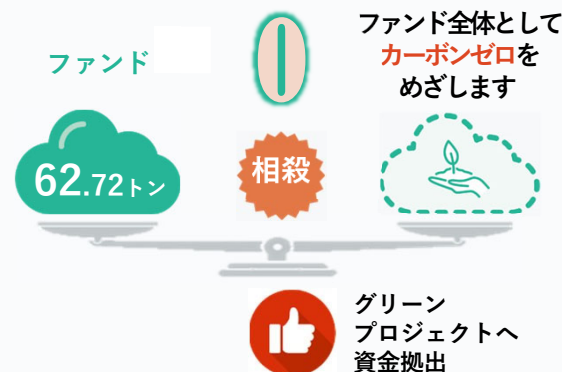 ファンド
ファンド全体として
カーボンゼロを
めざします
62.72トン
相殺
グリーン
プロジェクトへ
資金拠出